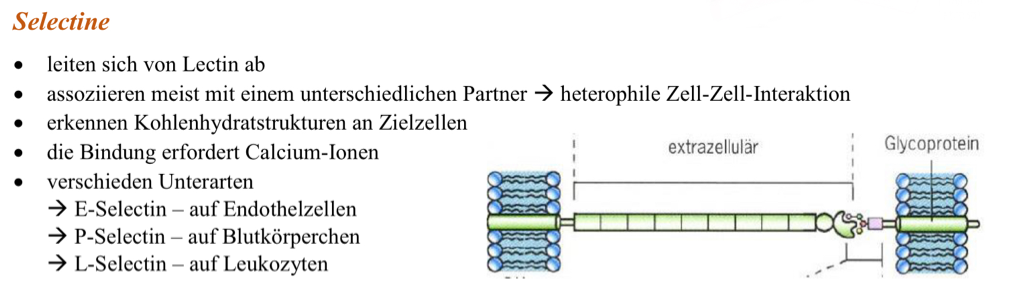 Selectine
• leiten sich von Lectin ab
• assoziieren meist mit einem unterschiedlichen Partner → heterophile Zell-Zell-Interaktion
• erkennen Kohlenhydratstrukturen an Zielzellen
• die Bindung erfordert Calcium-Ionen
• verschieden Unterarten
→ E-Selectin – auf Endothelzellen
→ P-Selectin – auf Blutkörperchen
→ L-Selectin – auf Leukozyten
extrazellulär
Glycoprotein